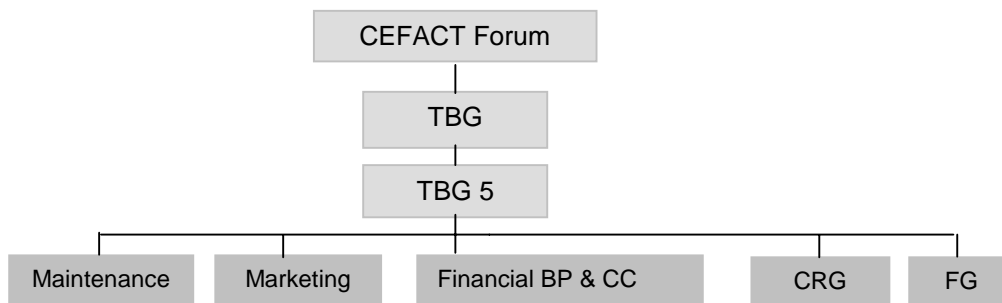 CEFACT Forum
TBG
TBG 5
Maintenance
Marketing
Financial BP & CC
CRG
FG